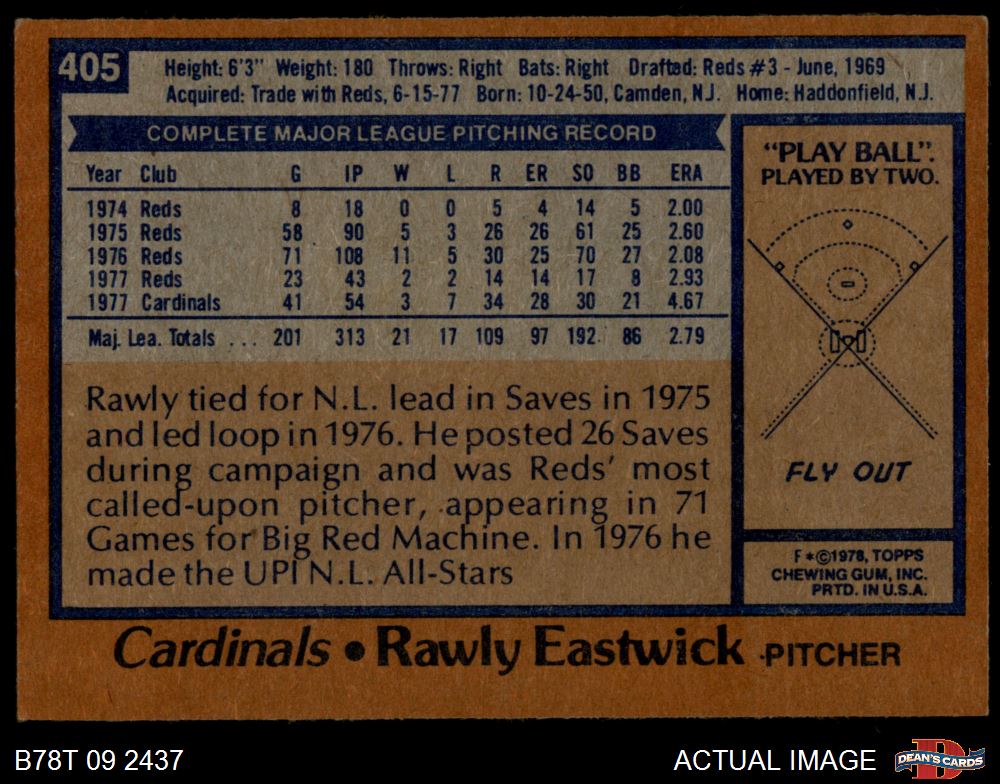 405
Height: 6'3" Weight: 180 Throws: Right Bats: Right Drafted: Reds #3 - June, 1969
Acquired: Trade with Reds, 6-15-77 Born: 10-24-50, Camden, N.J. Home: Haddonfield, N.J.
COMPLETE MAJOR LEAGUE PITCHING RECORD
Year Club G IP W L R ER SO BB ERA
1974 Reds 8 18 0 0 5 4 14 5 2.00
1975 Reds 58 90 5 3 26 26 61 25 2.60
1976 Reds 71 108 11 5 30 25 70 27 2.08
1977 Reds 23 43 2 2 14 14 17 8 2.93
1977 Cardinals 41 54 3 7 34 28 30 21 4.67
Maj. Lea. Totals ... 201 313 21 17 109 97 192 86 2.79
Rawly tied for N.L. lead in Saves in 1975
and led loop in 1976. He posted 26 Saves
during campaign and was Reds' most
called-upon pitcher, appearing in 71
Games for Big Red Machine. In 1976 he
made the UPI N.L. All-Stars
"PLAY BALL".
PLAYED BY TWO.
FLY OUT
F*©1978, TOPPS
CHEWING GUM, INC.
PRTD. IN U.S.A.
Cardinals • Rawly Eastwick PITCHER
B78T 09 2437
ACTUAL IMAGE
DEAN'S CARDS